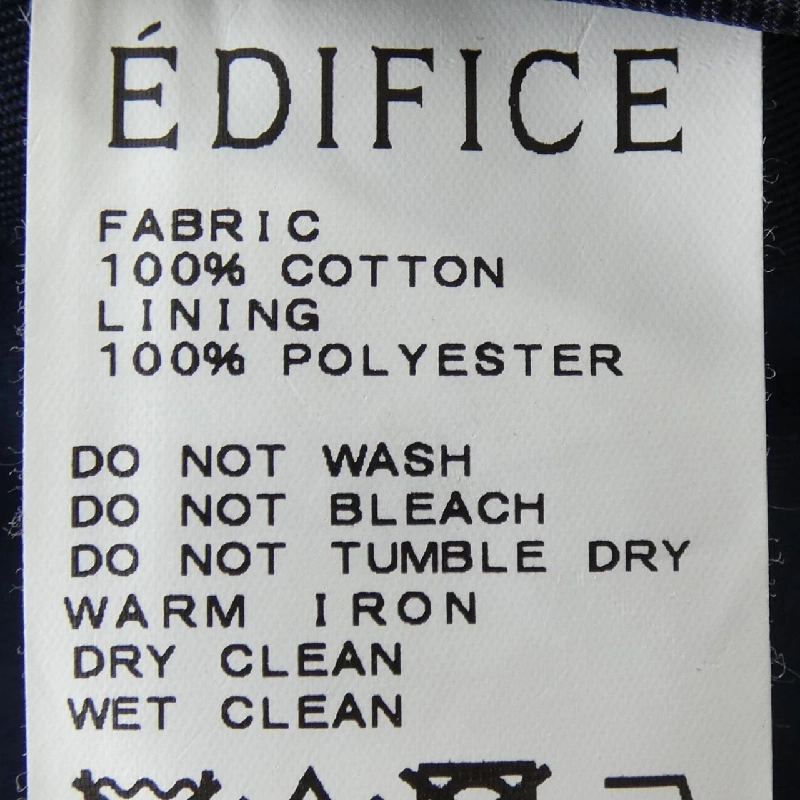 ÉDIFICE
FABRIC
100% COTTON
LINING
100% POLYESTER
DO NOT WASH
DO NOT BLEACH
DO NOT TUMBLE DRY
WARM IRON
DRY CLEAN
WET CLEAN